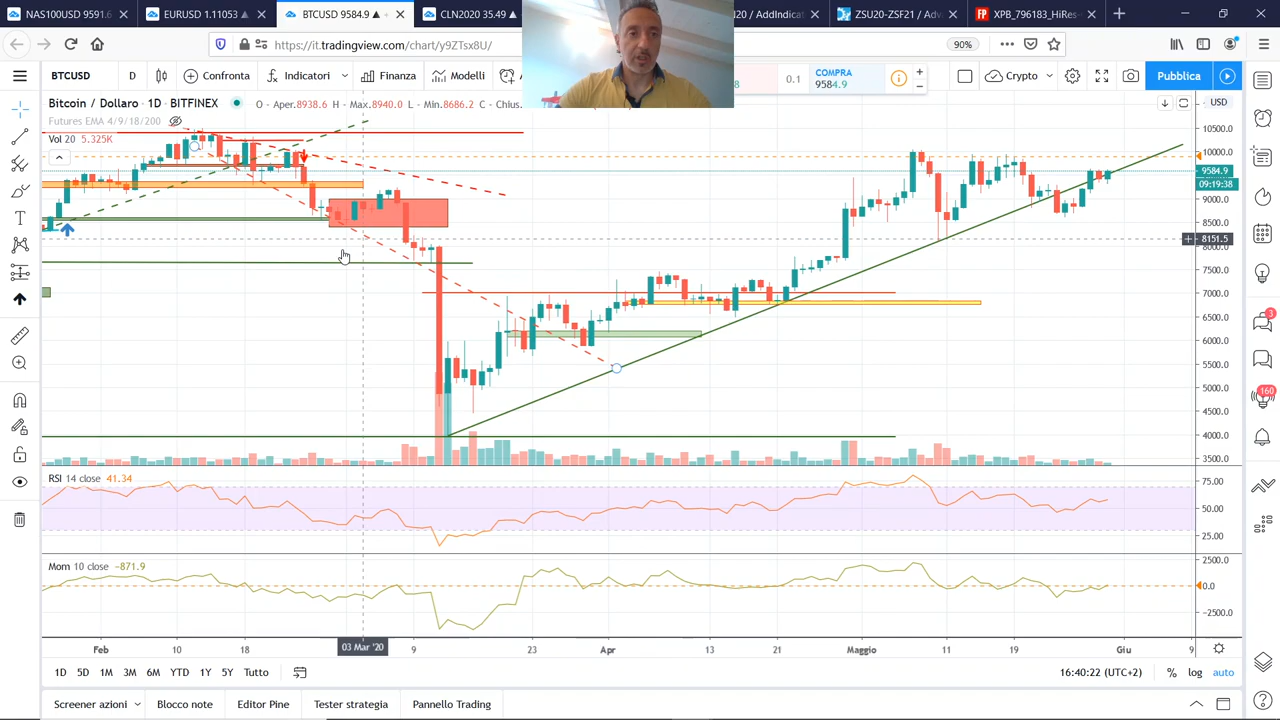 NAS100USD 9591.6
EURUSD 1.11053
BTCUSD 9584.9
CLN2020 35.49
20 / AddIndicat
ZSU20-ZSF21 / Adv
XPB_796183_HiRes
https://it.tradingview.com/chart/y9ZTsx8U/
90%
BTCUSD
D
Confronta
Indicatori
Finanza
Modelli
8
0.1
COMPRA
9584.9
Crypto
Pubblica
Bitcoin / Dollaro · 1D · BITFINEX
O - Aper.8938.6 H - Max.8940.0 L - Min.8686.2 C - Chius.
USD
Futures EMA 4/9/18/200
Vol 20 5.325K
10500.0
10000.0
9584.9
09:19:38
9000.0
8500.0
8151.5
8000.0
7500.0
7000.0
6500.0
6000.0
5500.0
5000.0
4500.0
4000.0
3500.0
3
160
RSI 14 close 41.34
75.00
50.00
25.00
Mom 10 close −871.9
2500.0
0.0
−2500.0
Feb
10
18
03 Mar '20
9
23
Apr
13
21
Maggio
11
19
Giu
9
1D 5D 1M 3M 6M YTD 1Y 5Y Tutto
16:40:22 (UTC+2)
%
log
auto
Screener azioni
Blocco note
Editor Pine
Tester strategia
Pannello Trading